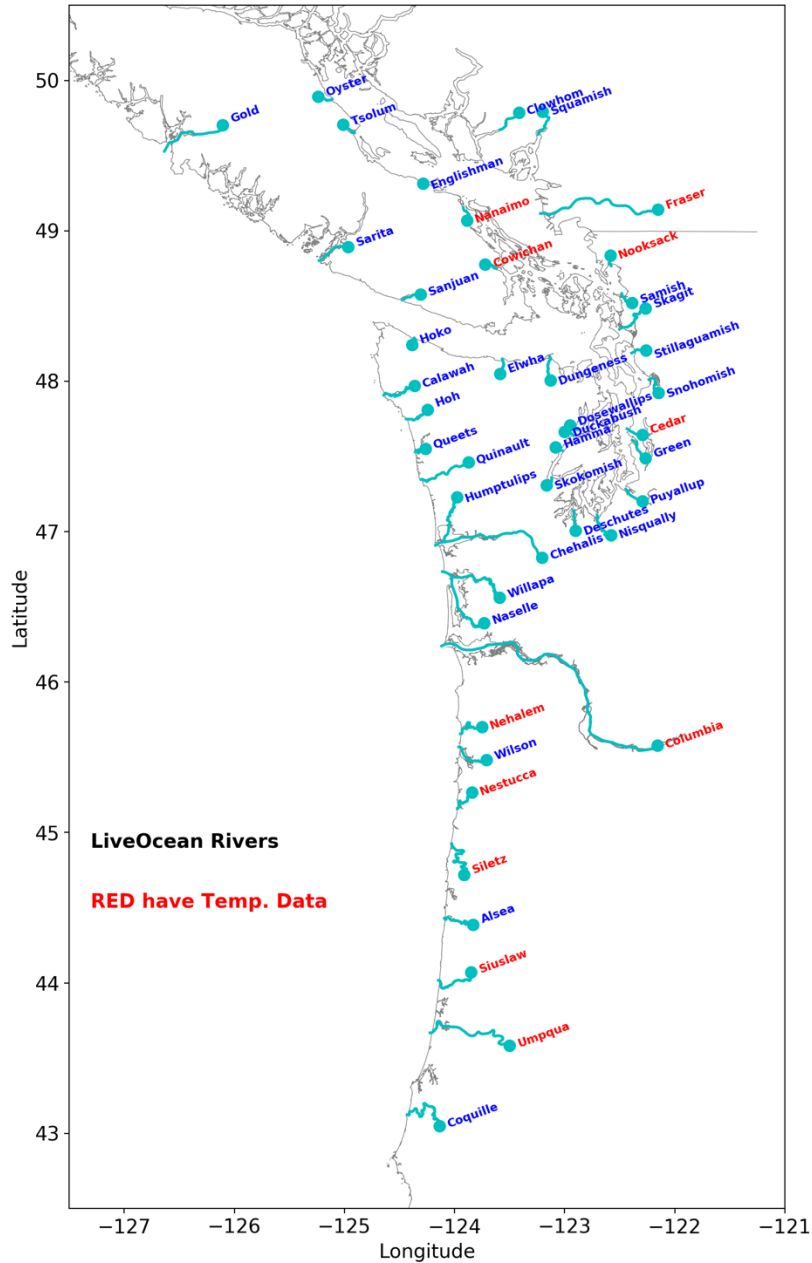 50
Oyster
Clowhom
Squamish
Gold
Tsolum
Englishman
Nanaimo
Fraser
49
Sarita
Cowichan
Nooksack
Sanjuan
Samish
Skagit
Hoko
Stillaguamish
48
Calawah
Elwha
Dungeness
Snohomish
Hoh
Dosewallips
Duckabush
Hamma
Cedar
Queets
Green
Quinault
Humptulips
Skokomish
Puyallup
47
Deschutes
Nisqually
Chehalis
Willapa
Naselle
Latitude
46
Nehalem
Columbia
Wilson
Nestucca
45
LiveOcean Rivers
Siletz
RED have Temp. Data
Alsea
44
Siuslaw
Umpqua
43
Coquille
−127 −126 −125 −124 −123 −122 −121
Longitude